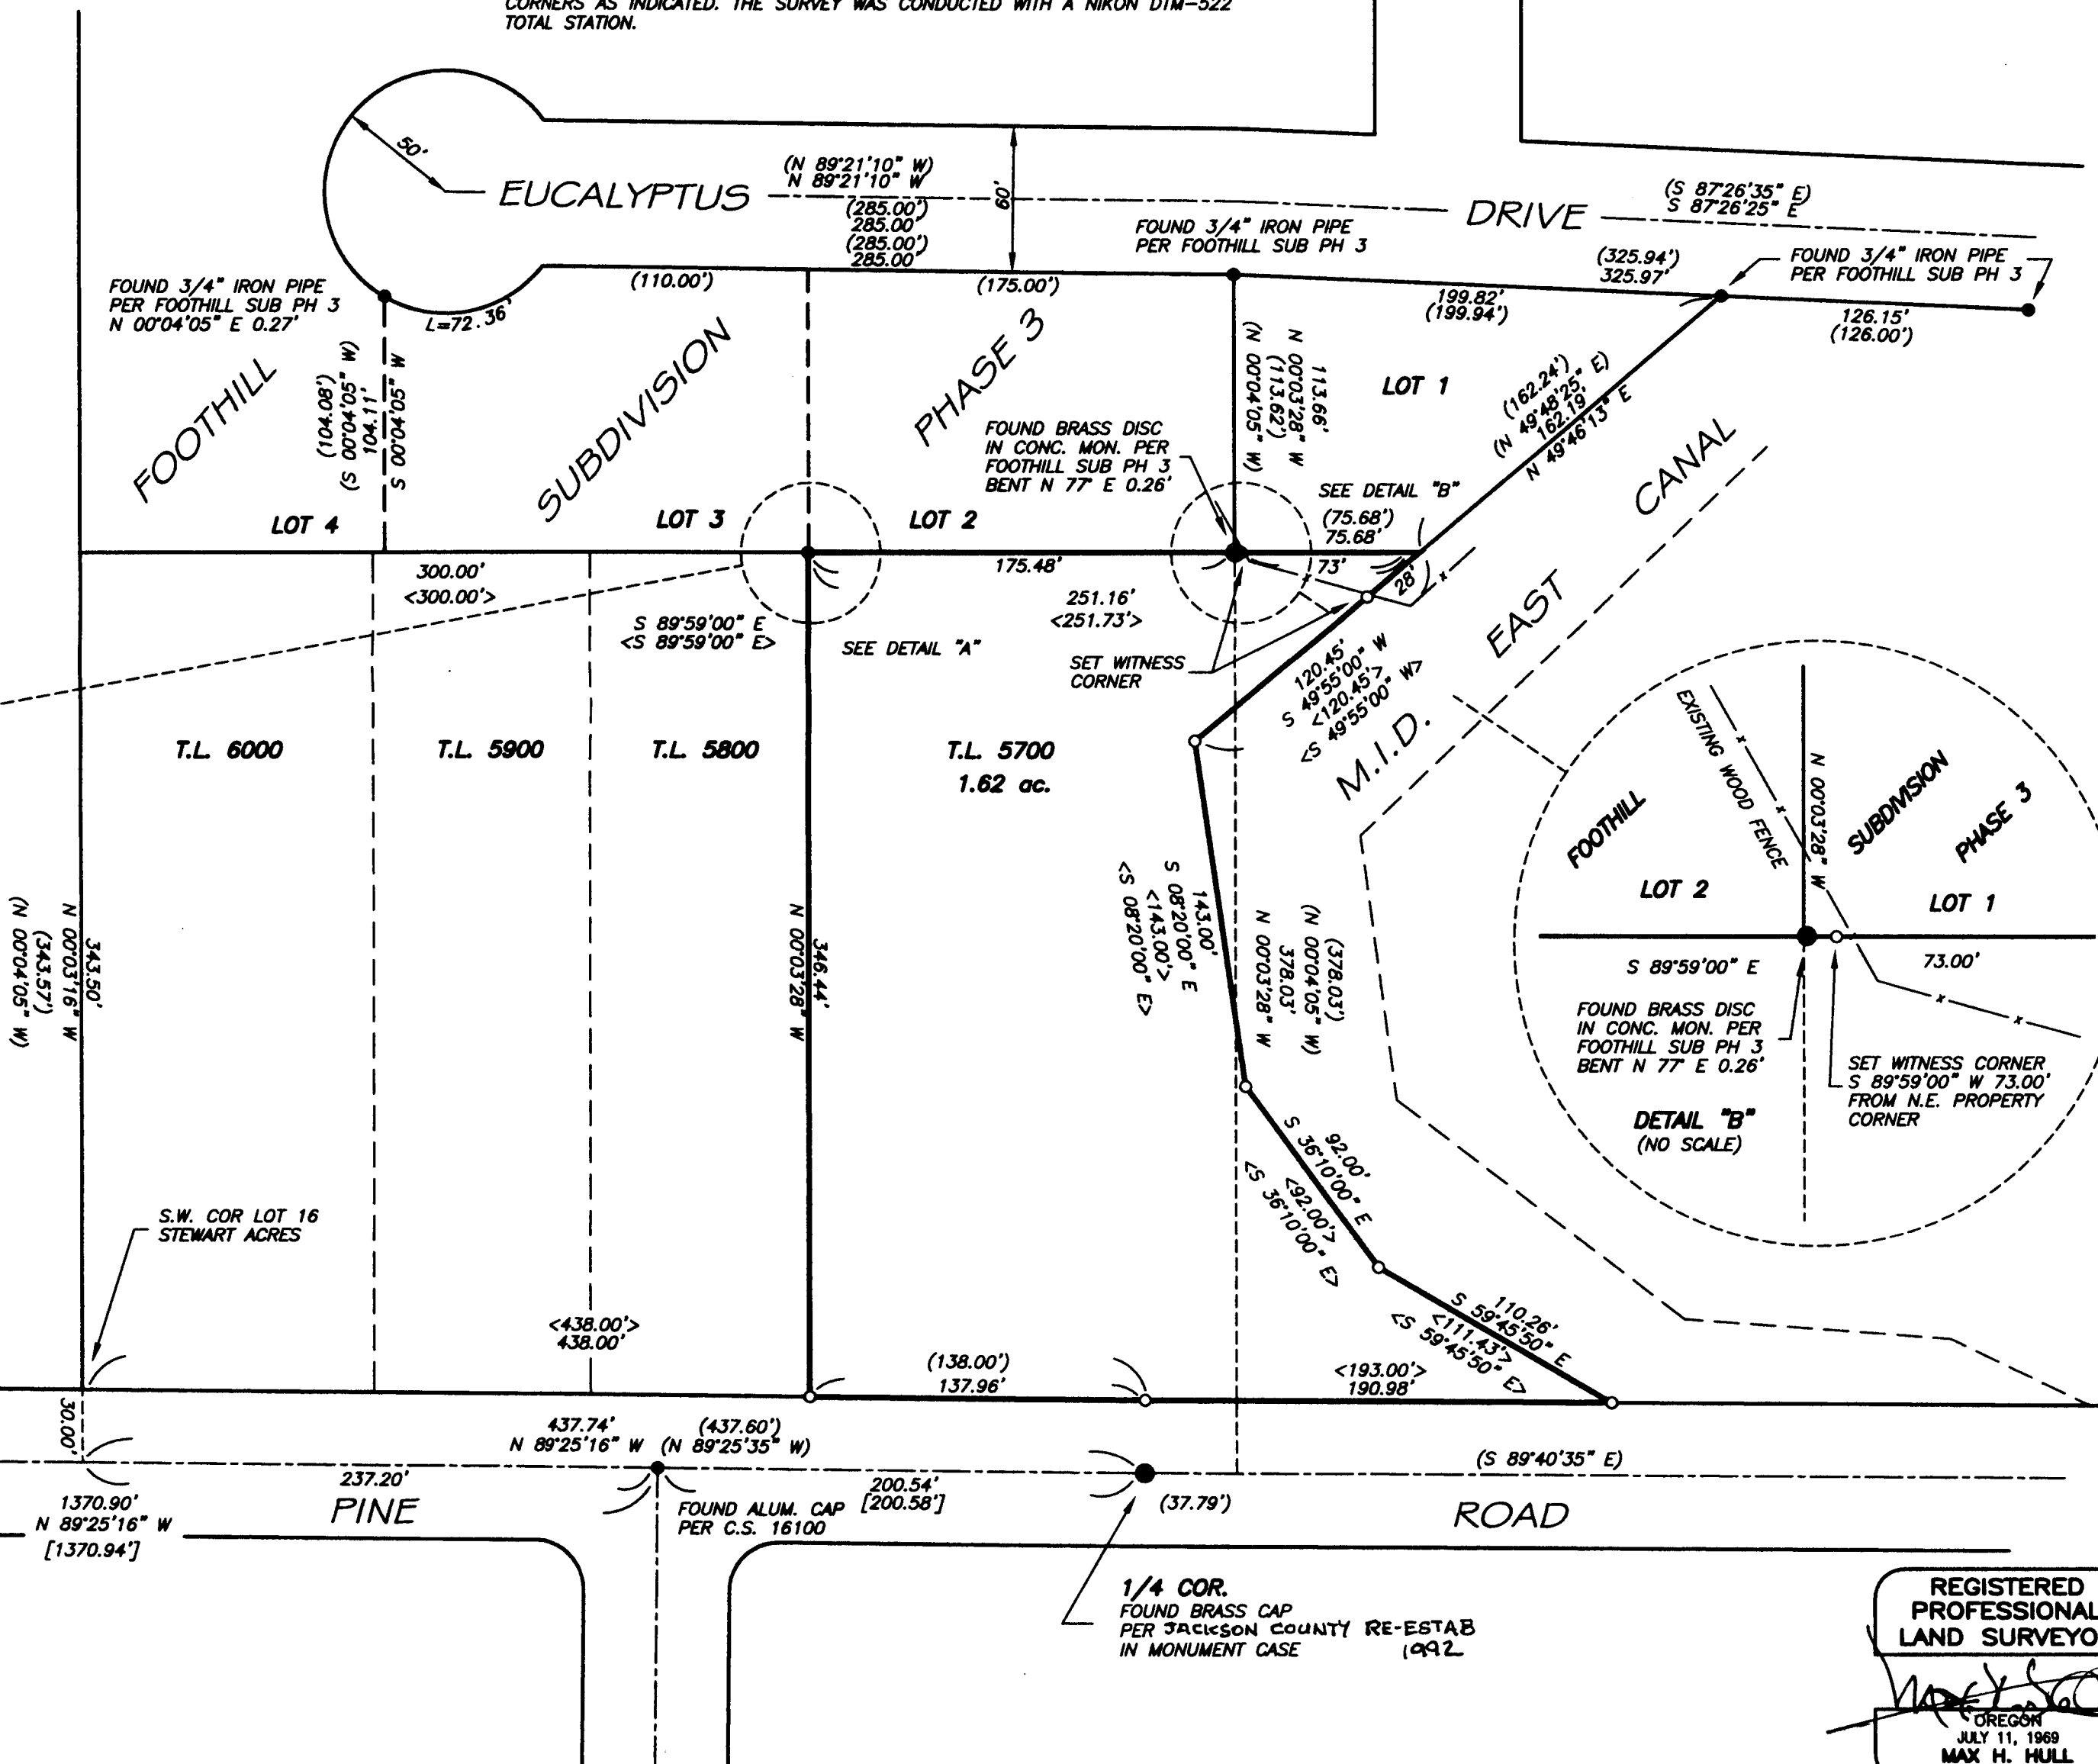 CORNERS AS INDICATED. THE SURVEY WAS CONDUCTED WITH A NIKON DTM-522
TOTAL STATION.
50'
EUCALYPTUS
(N 89°21'10" W)
N 89°21'10" W
(285.00')
285.00'
(285.00')
285.00'
60'
DRIVE
(S 87°26'35" E)
S 87°26'25" E
FOUND 3/4" IRON PIPE
PER FOOTHILL SUB PH 3
(325.94')
325.97'
FOUND 3/4" IRON PIPE
PER FOOTHILL SUB PH 3
FOUND 3/4" IRON PIPE
PER FOOTHILL SUB PH 3
N 00°04'05" E 0.27'
L=72.36'
(110.00')
(175.00')
199.82'
(199.94')
126.15'
(126.00')
FOOTHILL
SUBDIVISION
PHASE 3
(104.08')
(S 00°04'05" W)
104.11'
S 00°04'05" W
113.66'
N 00°03'28" W
(113.62')
(N 00°04'05" W)
LOT 1
(162.24')
(N 49°48'25" E)
162.19'
N 49°46'13" E
FOUND BRASS DISC
IN CONC. MON. PER
FOOTHILL SUB PH 3
BENT N 77° E 0.26'
SEE DETAIL "B"
(75.68')
75.68'
CANAL
EAST
M.I.D.
LOT 4
LOT 3
LOT 2
300.00'
<300.00'>
175.48'
73'
28'
251.16'
<251.73'>
S 89°59'00" E
<S 89°59'00" E>
SEE DETAIL "A"
SET WITNESS
CORNER
120.45'
S 49°55'00" W
<120.45'>
<S 49°55'00" W>
T.L. 6000
T.L. 5900
T.L. 5800
T.L. 5700
1.62 ac.
343.50'
N 00°03'16" W
(343.57')
(N 00°04'05" W)
346.44'
N 00°03'28" W
143.00'
S 08°20'00" E
<143.00'>
<S 08°20'00" E>
(378.03')
(N 00°04'05" W)
378.03'
N 00°03'28" W
EXISTING WOOD FENCE
N 00°03'28" W
FOOTHILL
SUBDIVISION
PHASE 3
LOT 2
LOT 1
S 89°59'00" E
73.00'
FOUND BRASS DISC
IN CONC. MON. PER
FOOTHILL SUB PH 3
BENT N 77° E 0.26'
SET WITNESS CORNER
S 89°59'00" W 73.00'
FROM N.E. PROPERTY
CORNER
DETAIL "B"
(NO SCALE)
92.00'
S 36°10'00" E
<92.00'>
<S 36°10'00" E>
S.W. COR LOT 16
STEWART ACRES
<438.00'>
438.00'
110.26'
S 59°45'50" E
<111.43'>
<S 59°45'50" E>
(138.00')
137.96'
<193.00'>
190.98'
30.00'
437.74' (437.60')
N 89°25'16" W (N 89°25'35" W)
(S 89°40'35" E)
237.20'
200.54'
[200.58']
(37.79')
1370.90'
N 89°25'16" W
[1370.94']
PINE
ROAD
FOUND ALUM. CAP
PER C.S. 16100
1/4 COR.
FOUND BRASS CAP
PER JACKSON COUNTY RE-ESTAB
IN MONUMENT CASE 1992
REGISTERED
PROFESSIONAL
LAND SURVEYO
OREGON
JULY 11, 1969
MAX H. HULL